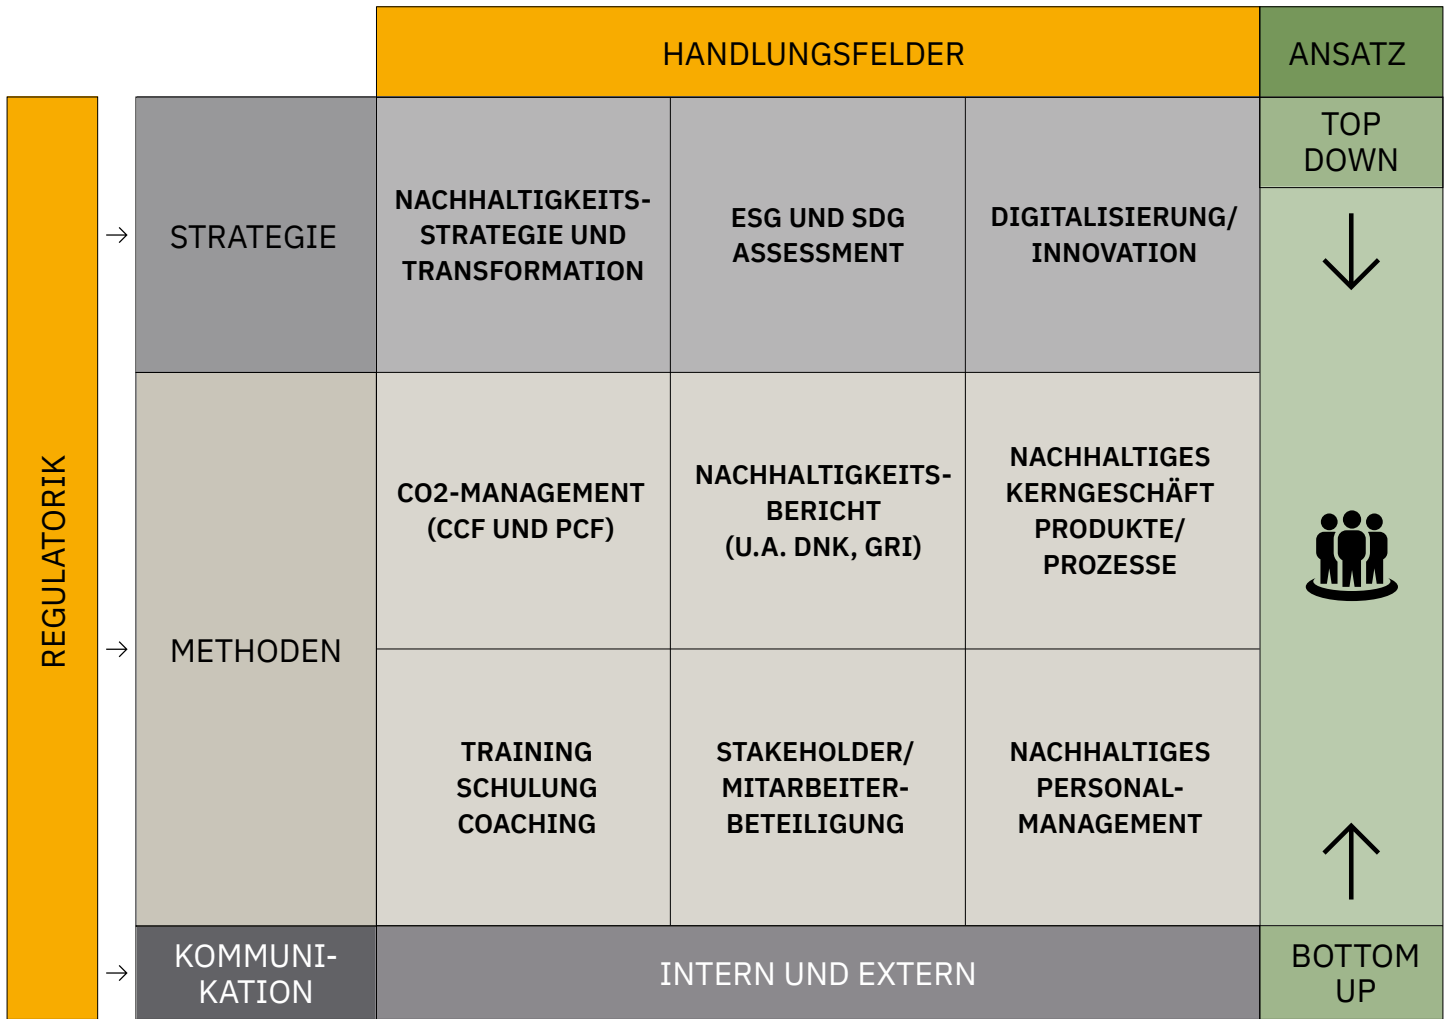 HANDLUNGSFELDER
ANSATZ
REGULATORIK
STRATEGIE
NACHHALTIGKEITS-
STRATEGIE UND
TRANSFORMATION
ESG UND SDG
ASSESSMENT
DIGITALISIERUNG/
INNOVATION
TOP
DOWN
METHODEN
CO2-MANAGEMENT
(CCF UND PCF)
NACHHALTIGKEITS-
BERICHT
(U.A. DNK, GRI)
NACHHALTIGES
KERNGESCHÄFT
PRODUKTE/
PROZESSE
TRAINING
SCHULUNG
COACHING
STAKEHOLDER/
MITARBEITER-
BETEILIGUNG
NACHHALTIGES
PERSONAL-
MANAGEMENT
KOMMUNI-
KATION
INTERN UND EXTERN
BOTTOM
UP